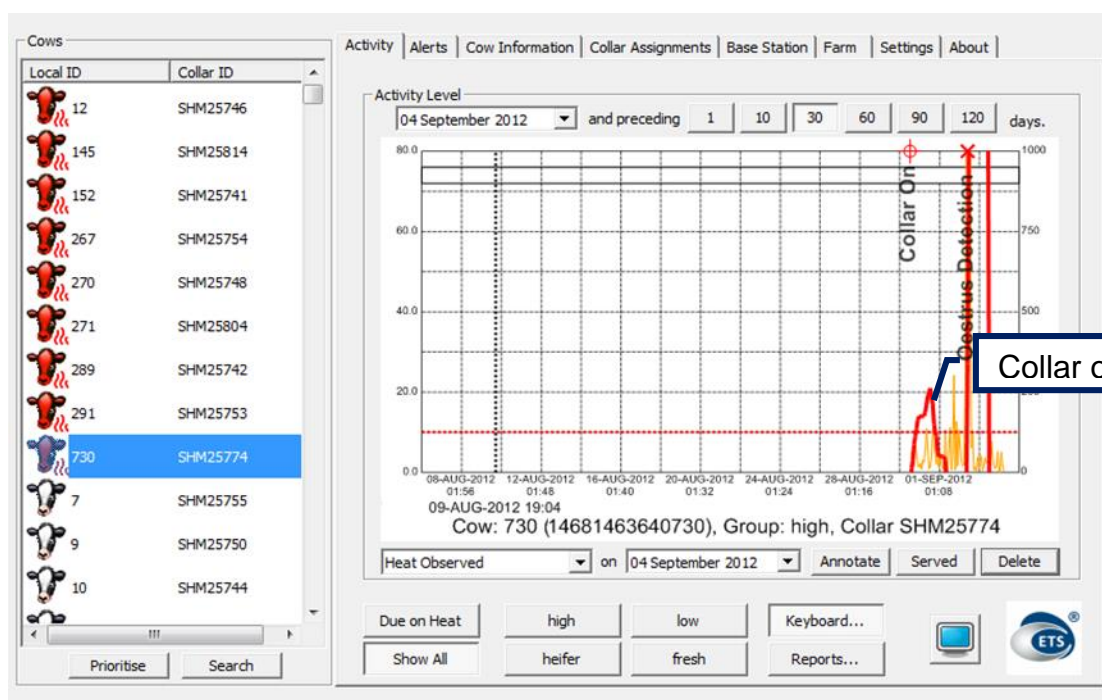 Cows
Local ID Collar ID
12 SHM25746
145 SHM25814
152 SHM25741
267 SHM25754
270 SHM25748
271 SHM25804
289 SHM25742
291 SHM25753
730 SHM25774
7 SHM25755
9 SHM25750
10 SHM25744
Prioritise Search
Activity Alerts Cow Information Collar Assignments Base Station Farm Settings About
Activity Level
04 September 2012 and preceding 1 10 30 60 90 120 days.
80.0 1000
60.0 750
40.0 500
20.0
0.0 0
Collar On
Oestrus Detection
Collar
08-AUG-2012 12-AUG-2012 16-AUG-2012 20-AUG-2012 24-AUG-2012 28-AUG-2012 01-SEP-2012
01:56 01:48 01:40 01:32 01:24 01:16 01:08
09-AUG-2012 19:04
Cow: 730 (14681463640730), Group: high, Collar SHM25774
Heat Observed on 04 September 2012 Annotate Served Delete
Due on Heat high low Keyboard...
Show All heifer fresh Reports...
ETS
®